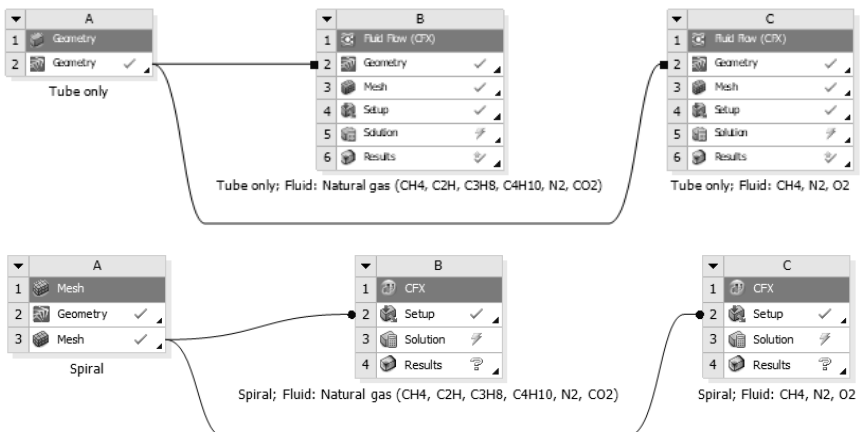 A
1 Geometry
2 Geometry
Tube only
B
1 Fluid Flow (CFX)
2 Geometry
3 Mesh
4 Setup
5 Solution
6 Results
Tube only; Fluid: Natural gas (CH4, C2H, C3H8, C4H10, N2, CO2)
C
1 Fluid Flow (CFX)
2 Geometry
3 Mesh
4 Setup
5 Solution
6 Results
Tube only; Fluid: CH4, N2, O2
A
1 Mesh
2 Geometry
3 Mesh
Spiral
B
1 CFX
2 Setup
3 Solution
4 Results
Spiral; Fluid: Natural gas (CH4, C2H, C3H8, C4H10, N2, CO2)
C
1 CFX
2 Setup
3 Solution
4 Results
Spiral; Fluid: CH4, N2, O2